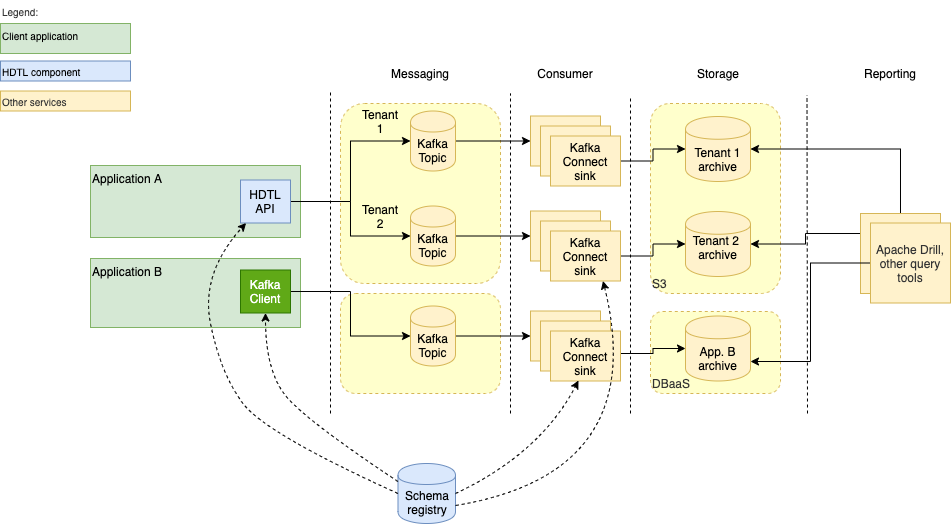 Legend:
Client application
HDTL component
Other services
Messaging
Consumer
Storage
Reporting
Tenant
1
Kafka
Topic
Kafka
Connect
sink
Tenant 1
archive
Application A
HDTL
API
Tenant
2
Kafka
Topic
Kafka
Connect
sink
Tenant 2
archive
S3
Apache Drill,
other query
tools
Application B
Kafka
Client
Kafka
Topic
Kafka
Connect
sink
App. B
archive
DBaaS
Schema
registry